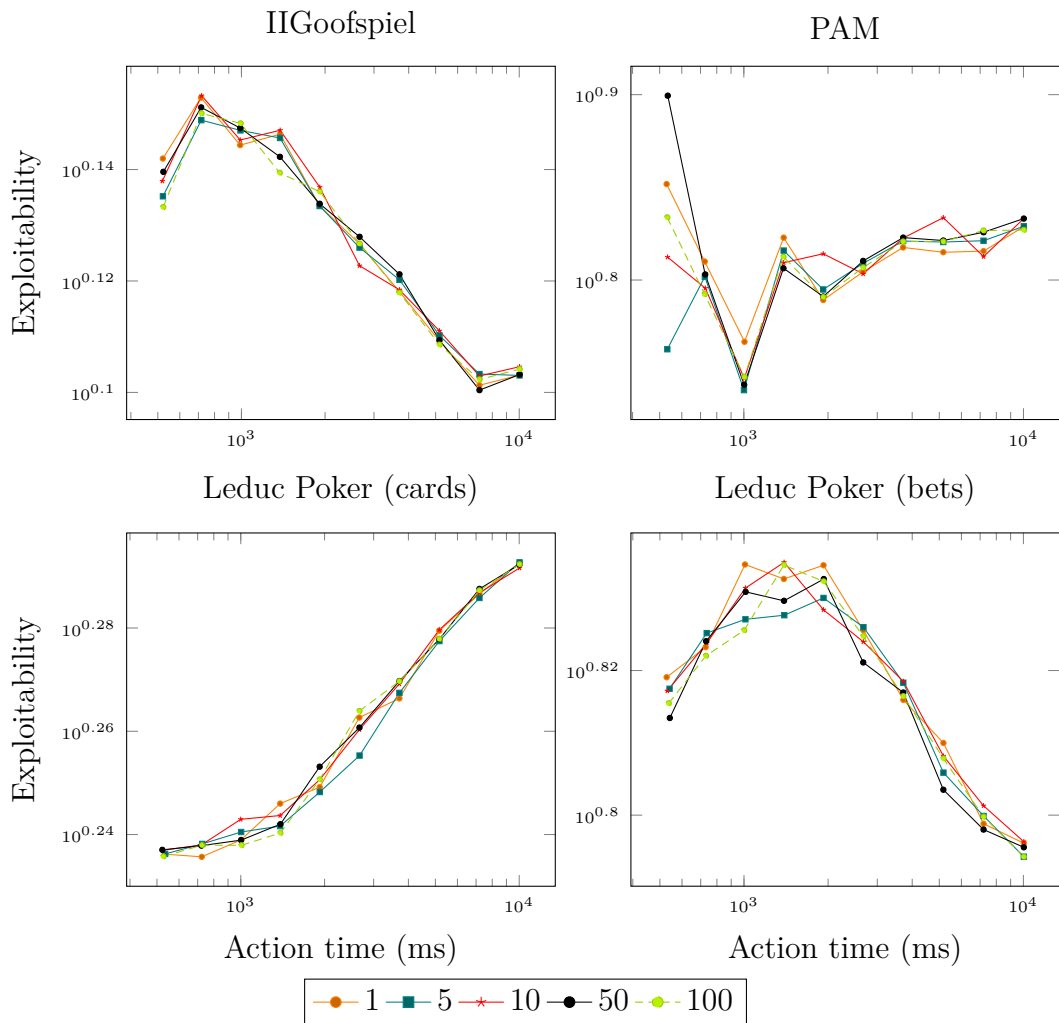 IIGoofspiel
PAM
Exploitability
10^0.14
10^0.12
10^0.1
10^3
10^4
10^0.9
10^0.8
10^3
10^4
Leduc Poker (cards)
Leduc Poker (bets)
Exploitability
10^0.28
10^0.26
10^0.24
10^3
10^4
10^0.82
10^0.8
10^3
10^4
Action time (ms)
Action time (ms)
1 5 10 50 100